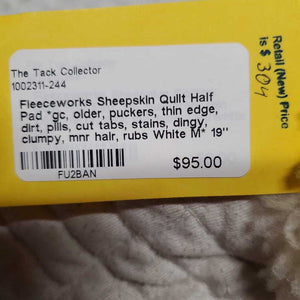 The Tack Collector
1002311-244
Fleeceworks Sheepskin Quilt Half
Pad *gc, older, puckers, thin edge,
dirt, pills, cut tabs, stains, dingy,
clumpy, mnr hair, rubs White M* 19"
$95.00
FU2BAN
Retail (New) Price
is $ 304